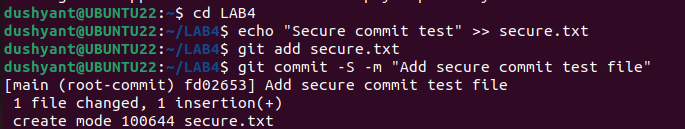 dushyant@UBUNTU22:~$ cd LAB4
dushyant@UBUNTU22:~/LAB4$ echo "Secure commit test" >> secure.txt
dushyant@UBUNTU22:~/LAB4$ git add secure.txt
dushyant@UBUNTU22:~/LAB4$ git commit -S -m "Add secure commit test file"
[main (root-commit) fd02653] Add secure commit test file
 1 file changed, 1 insertion(+)
 create mode 100644 secure.txt